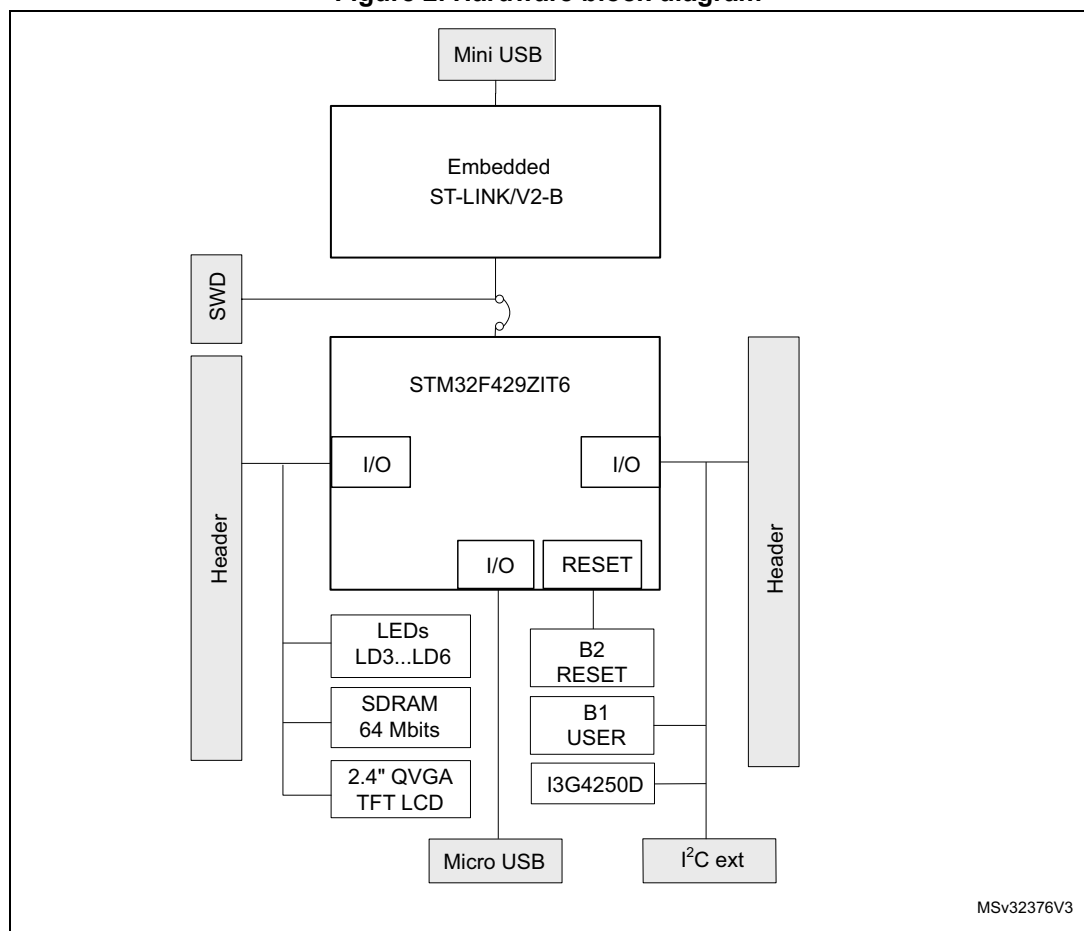 Figure 2. Hardware block diagram
Mini USB
Embedded
ST-LINK/V2-B
SWD
STM32F429ZIT6
I/O
I/O
Header
Header
I/O
RESET
LEDs
LD3...LD6
B2
RESET
SDRAM
64 Mbits
B1
USER
2.4" QVGA
TFT LCD
I3G4250D
Micro USB
I²C ext
MSv32376V3